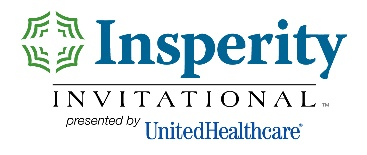 Insperity
INVITATIONAL™
presented by UnitedHealthcare®